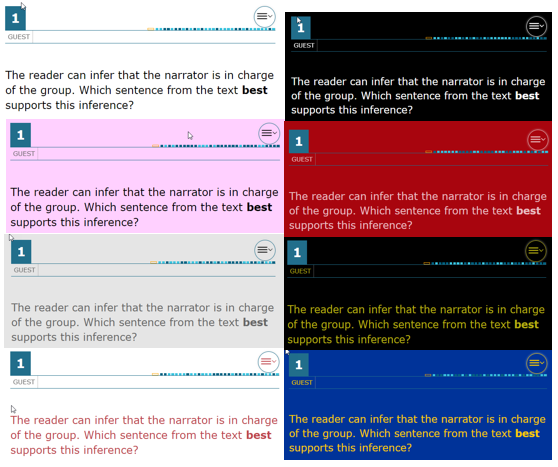 1
GUEST
The reader can infer that the narrator is in charge
of the group. Which sentence from the text best
supports this inference?
1
GUEST
The reader can infer that the narrator is in charge
of the group. Which sentence from the text best
supports this inference?
1
GUEST
The reader can infer that the narrator is in charge
of the group. Which sentence from the text best
supports this inference?
1
GUEST
The reader can infer that the narrator is in charge
of the group. Which sentence from the text best
supports this inference?
1
GUEST
The reader can infer that the narrator is in charge
of the group. Which sentence from the text best
supports this inference?
1
GUEST
The reader can infer that the narrator is in charge
of the group. Which sentence from the text best
supports this inference?
1
GUEST
The reader can infer that the narrator is in charge
of the group. Which sentence from the text best
supports this inference?
1
GUEST
The reader can infer that the narrator is in charge
of the group. Which sentence from the text best
supports this inference?